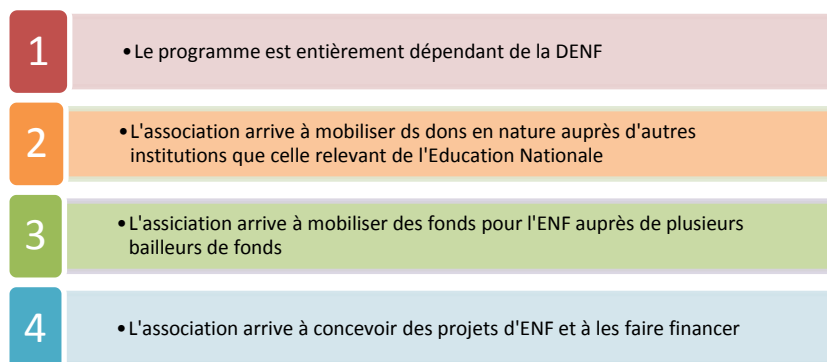 1
•Le programme est entièrement dépendant de la DENF
2
•L'association arrive à mobiliser ds dons en nature auprès d'autres
institutions que celle relevant de l'Education Nationale
3
•L'assiciation arrive à mobiliser des fonds pour l'ENF auprès de plusieurs
bailleurs de fonds
4
•L'association arrive à concevoir des projets d'ENF et à les faire financer